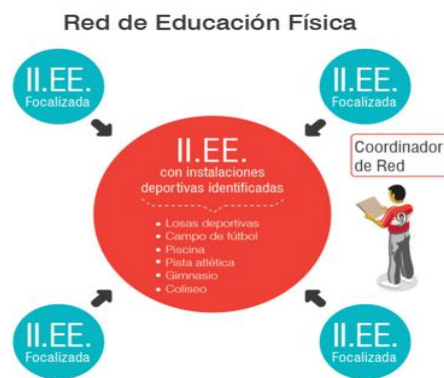 Red de Educación Física
II.EE.
Focalizada
II.EE.
Focalizada
II.EE.
con instalaciones
deportivas identificadas
• Losas deportivas
• Campo de fútbol
• Piscina
• Pista atlética
• Gimnasio
• Coliseo
Coordinador
de Red
II.EE.
Focalizada
II.EE.
Focalizada